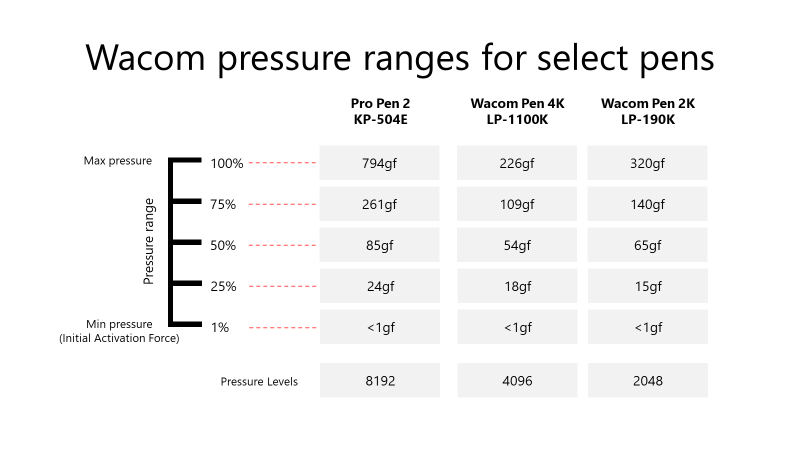 Wacom pressure ranges for select pens
Pro Pen 2
KP-504E
Wacom Pen 4K
LP-1100K
Wacom Pen 2K
LP-190K
Max pressure
100%
794gf
226gf
320gf
75%
261gf
109gf
140gf
Pressure range
50%
85gf
54gf
65gf
25%
24gf
18gf
15gf
Min pressure
(Initial Activation Force)
1%
<1gf
<1gf
<1gf
Pressure Levels
8192
4096
2048